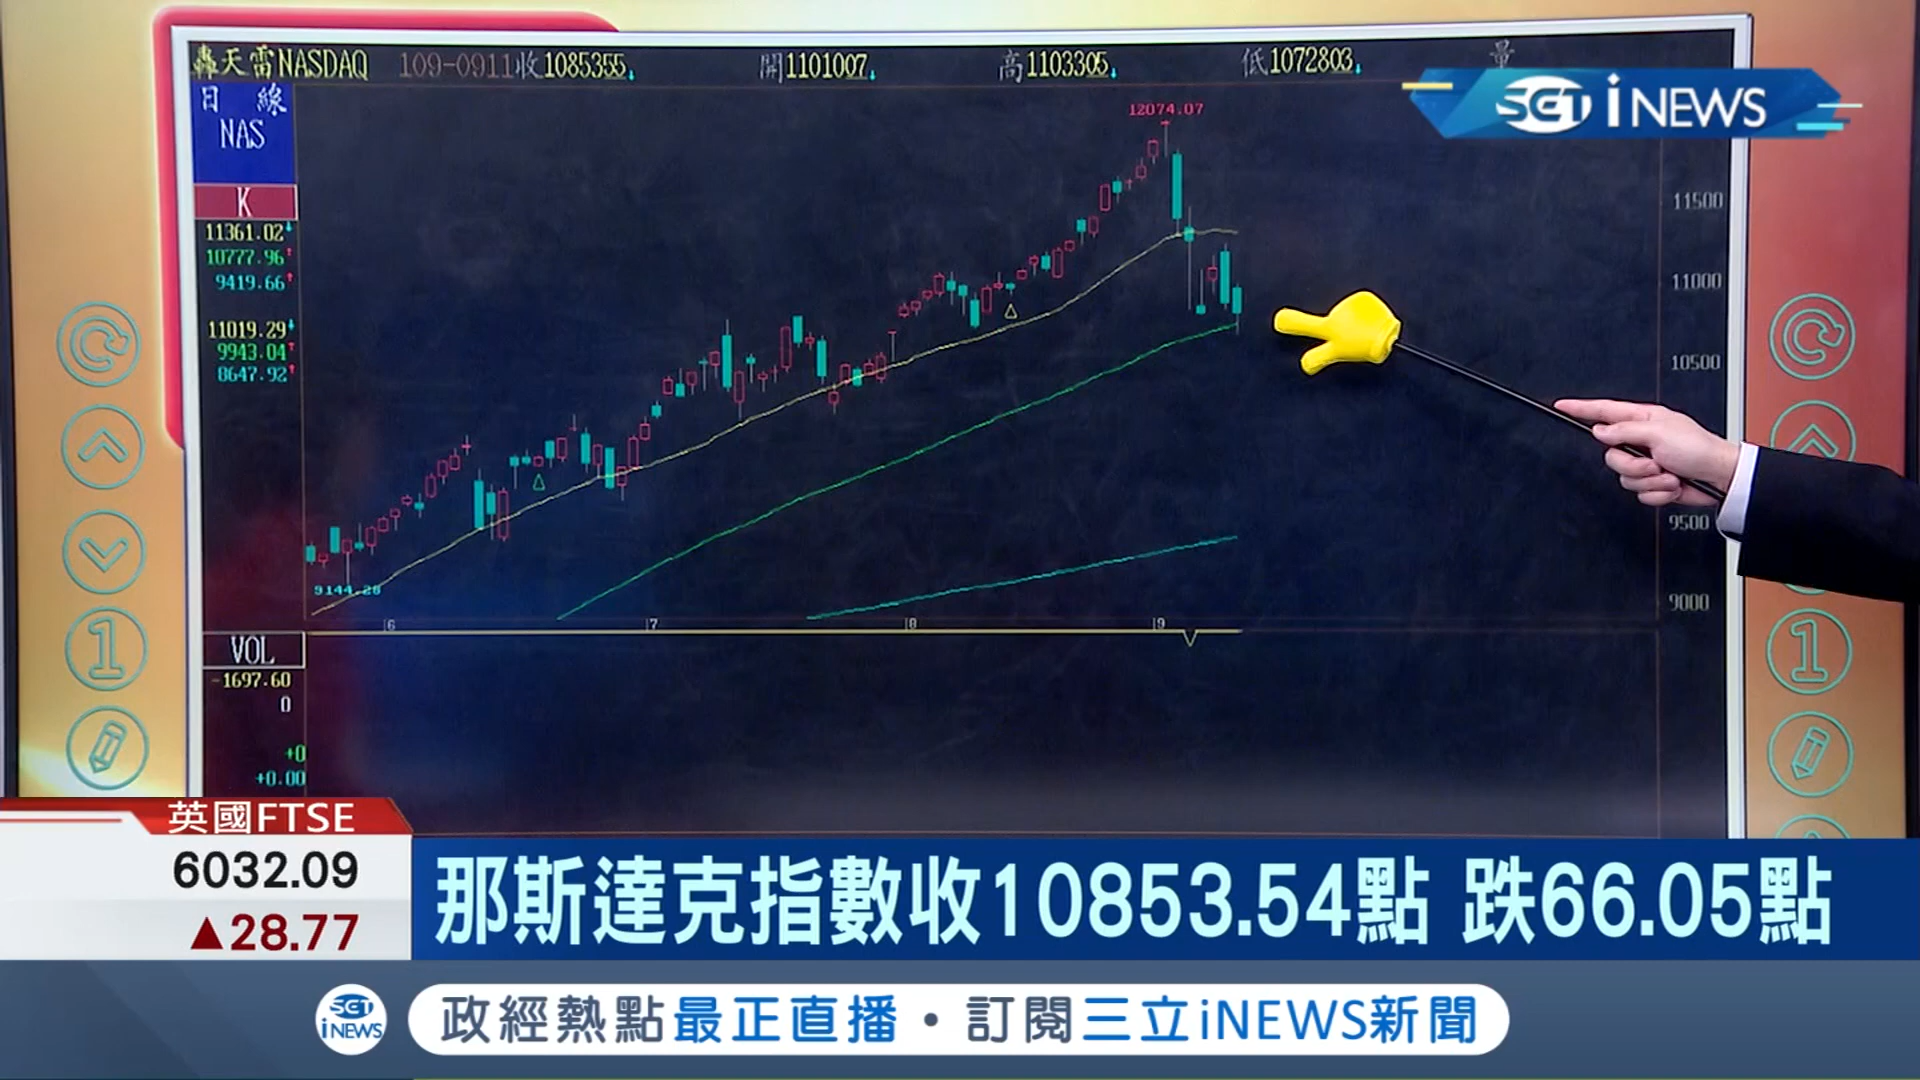 轟天雷NASDAQ 109-0911收1085355↓ 開1101007↓ 高1103305↓ 低1072803↓ 量
SET iNEWS
日 線
NAS
K
11361.02↓
10777.96↑
9419.66↑
11019.29↓
9943.04↑
8647.92↑
12074.07
9144.28
11500
11000
10500
9500
9000
6 7 8 9
VOL
-1697.60
0
+0
+0.00
1
1
英國FTSE
6032.09
▲28.77
那斯達克指數收10853.54點 跌66.05點
SET iNEWS
政經熱點最正直播・訂閱三立iNEWS新聞